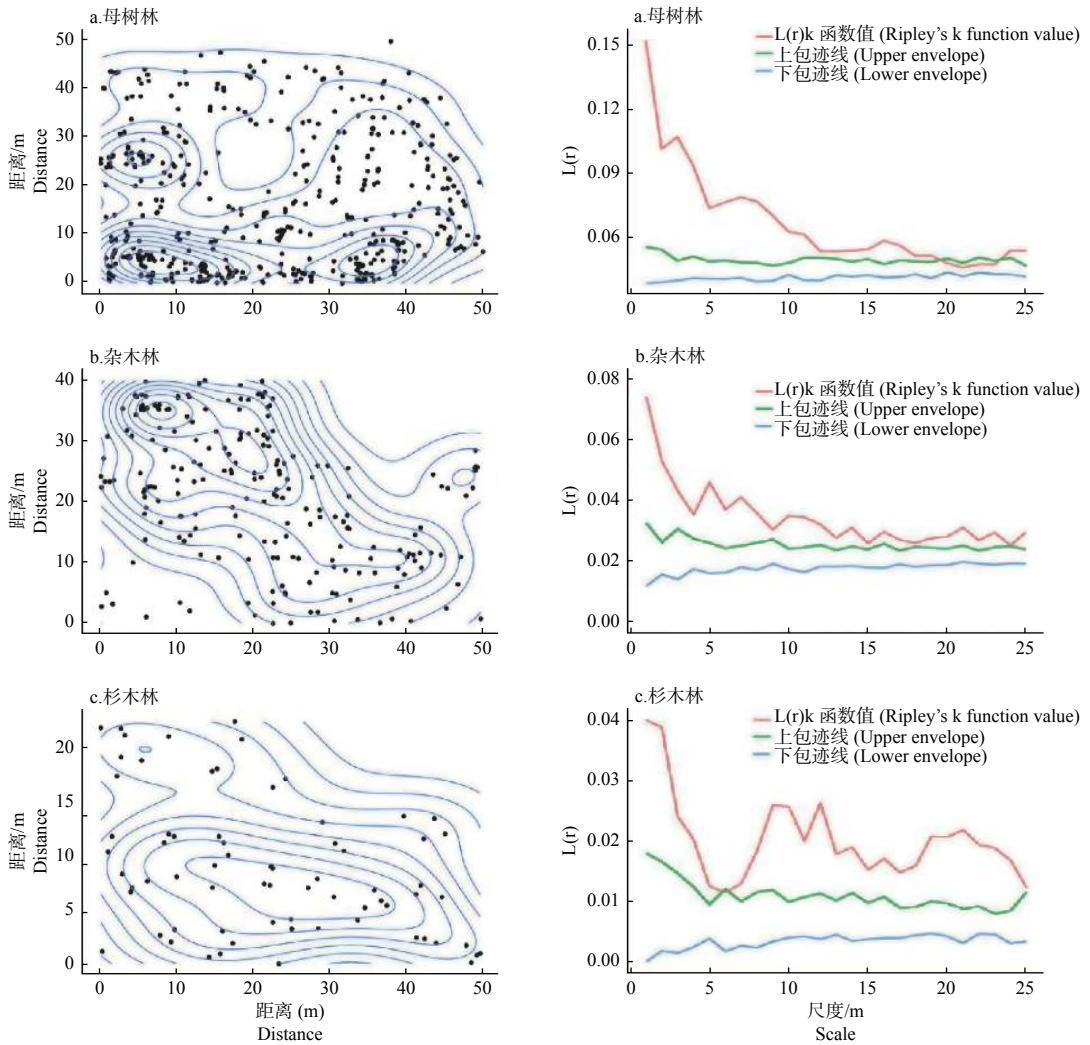 a.母树林
50
40
30
20
10
0
0 10 20 30 40 50
距离/m
Distance
a.母树林
L(r)k 函数值 (Ripley's k function value)
上包迹线 (Upper envelope)
下包迹线 (Lower envelope)
0.15
0.12
0.09
0.06
0 5 10 15 20 25
L(r)
b.杂木林
40
30
20
10
0
0 10 20 30 40 50
距离/m
Distance
b.杂木林
L(r)k 函数值 (Ripley's k function value)
上包迹线 (Upper envelope)
下包迹线 (Lower envelope)
0.08
0.06
0.04
0.02
0.00
0 5 10 15 20 25
L(r)
c.杉木林
20
15
10
5
0
0 10 20 30 40 50
距离/m
Distance
距离 (m)
Distance
c.杉木林
L(r)k 函数值 (Ripley's k function value)
上包迹线 (Upper envelope)
下包迹线 (Lower envelope)
0.04
0.03
0.02
0.01
0.00
0 5 10 15 20 25
L(r)
尺度/m
Scale